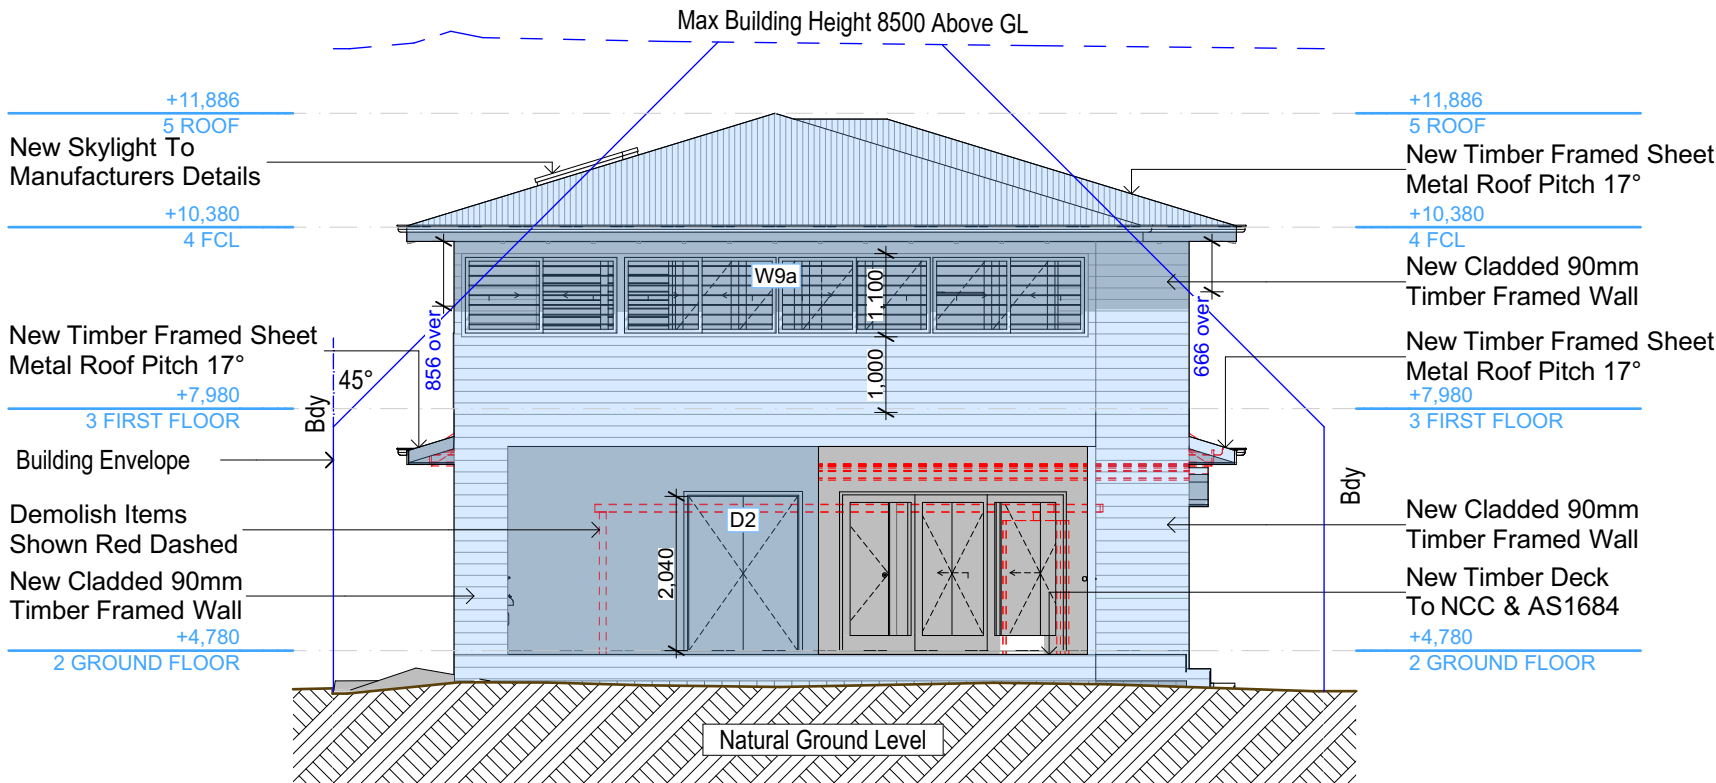 Max Building Height 8500 Above GL
+11,886
5 ROOF
New Skylight To
Manufacturers Details
+10,380
4 FCL
New Timber Framed Sheet
Metal Roof Pitch 17°
45°
+7,980
3 FIRST FLOOR
Bdy
Building Envelope
Demolish Items
Shown Red Dashed
New Cladded 90mm
Timber Framed Wall
+4,780
2 GROUND FLOOR
856 over
W9a
1,100
1,000
D2
2,040
666 over
+11,886
5 ROOF
New Timber Framed Sheet
Metal Roof Pitch 17°
+10,380
4 FCL
New Cladded 90mm
Timber Framed Wall
New Timber Framed Sheet
Metal Roof Pitch 17°
+7,980
3 FIRST FLOOR
Bdy
New Cladded 90mm
Timber Framed Wall
New Timber Deck
To NCC & AS1684
+4,780
2 GROUND FLOOR
Natural Ground Level